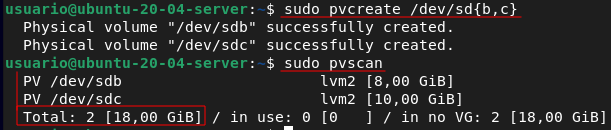 usuario@ubuntu-20-04-server:~$ sudo pvcreate /dev/sd{b,c}
  Physical volume "/dev/sdb" successfully created.
  Physical volume "/dev/sdc" successfully created.
usuario@ubuntu-20-04-server:~$ sudo pvscan
  PV /dev/sdb                      lvm2 [8,00 GiB]
  PV /dev/sdc                      lvm2 [10,00 GiB]
  Total: 2 [18,00 GiB] / in use: 0 [0   ] / in no VG: 2 [18,00 GiB]